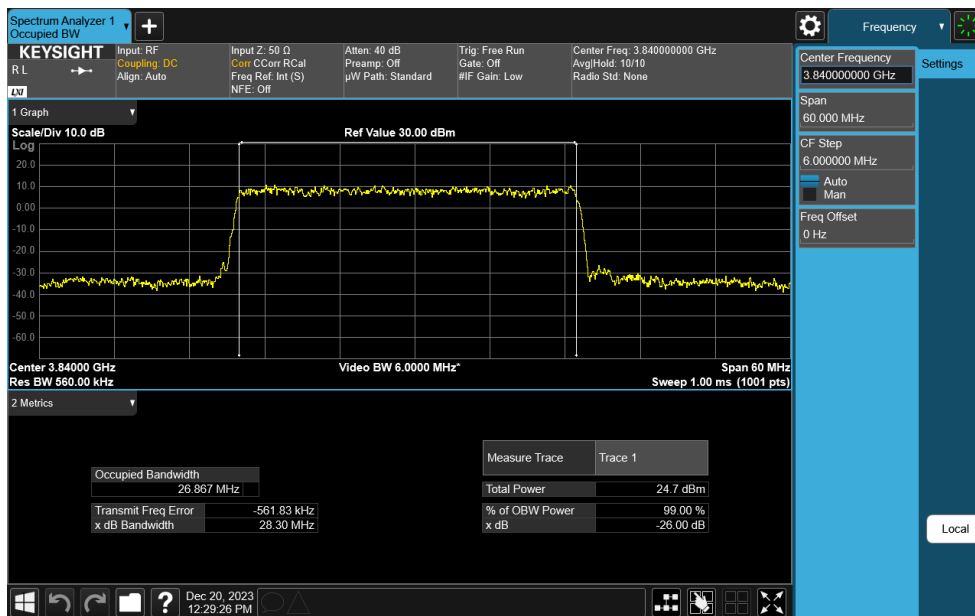 Spectrum Analyzer 1
Occupied BW
Frequency
KEYSIGHT
R L
LXI
Input: RF
Coupling: DC
Align: Auto
Input Z: 50 Ω
Corr CCorr RCal
Freq Ref: Int (S)
NFE: Off
Atten: 40 dB
Preamp: Off
µW Path: Standard
Trig: Free Run
Gate: Off
#IF Gain: Low
Center Freq: 3.840000000 GHz
Avg|Hold: 10/10
Radio Std: None
Center Frequency
3.840000000 GHz
Settings
Span
60.000 MHz
CF Step
6.000000 MHz
Auto
Man
Freq Offset
0 Hz
1 Graph
Scale/Div 10.0 dB
Ref Value 30.00 dBm
Log
20.0
10.0
0.00
-10.0
-20.0
-30.0
-40.0
-50.0
-60.0
Center 3.84000 GHz
Video BW 6.0000 MHz*
Span 60 MHz
Res BW 560.00 kHz
Sweep 1.00 ms (1001 pts)
2 Metrics
Measure Trace Trace 1
Occupied Bandwidth
26.867 MHz
Total Power 24.7 dBm
Transmit Freq Error -561.83 kHz
% of OBW Power 99.00 %
x dB Bandwidth 28.30 MHz
x dB -26.00 dB
Local
?
Dec 20, 2023
12:29:26 PM